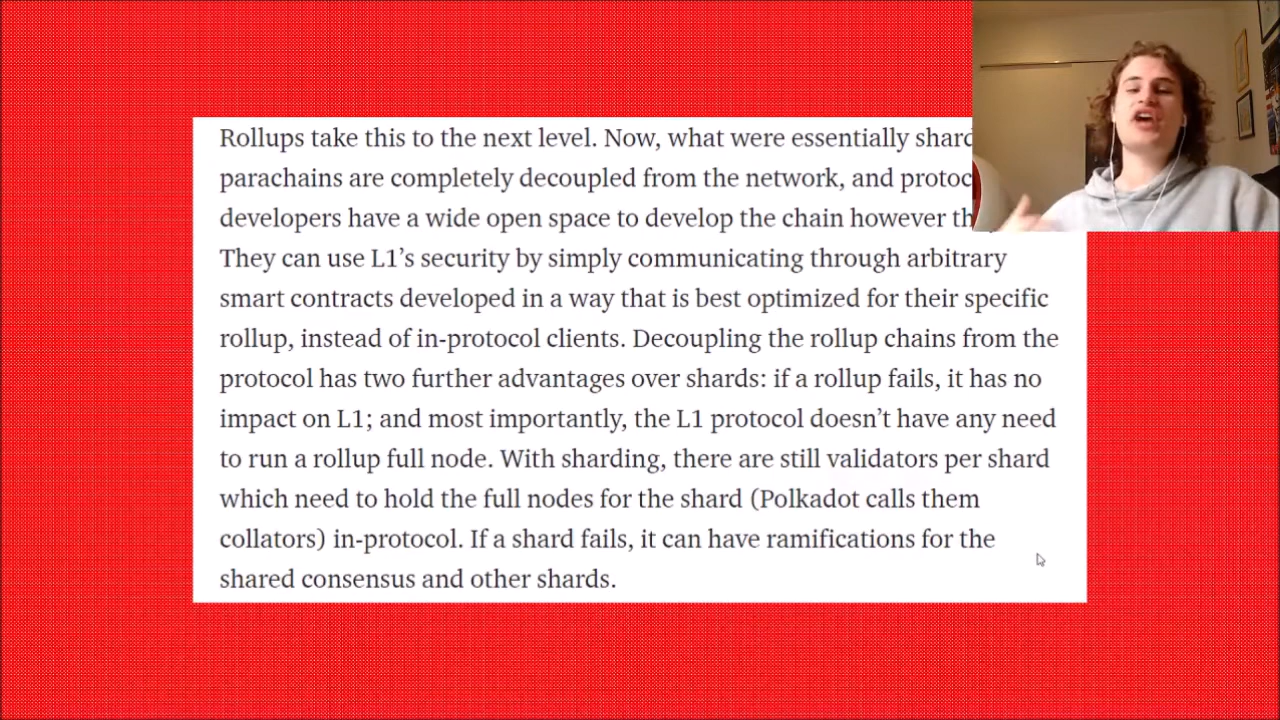 Rollups take this to the next level. Now, what were essentially
parachains are completely decoupled from the network, and
developers have a wide open space to develop the chain however
They can use L1’s security by simply communicating through arbitrary
smart contracts developed in a way that is best optimized for their specific
rollup, instead of in-protocol clients. Decoupling the rollup chains from the
protocol has two further advantages over shards: if a rollup fails, it has no
impact on L1; and most importantly, the L1 protocol doesn’t have any need
to run a rollup full node. With sharding, there are still validators per shard
which need to hold the full nodes for the shard (Polkadot calls them
collators) in-protocol. If a shard fails, it can have ramifications for the
shared consensus and other shards.